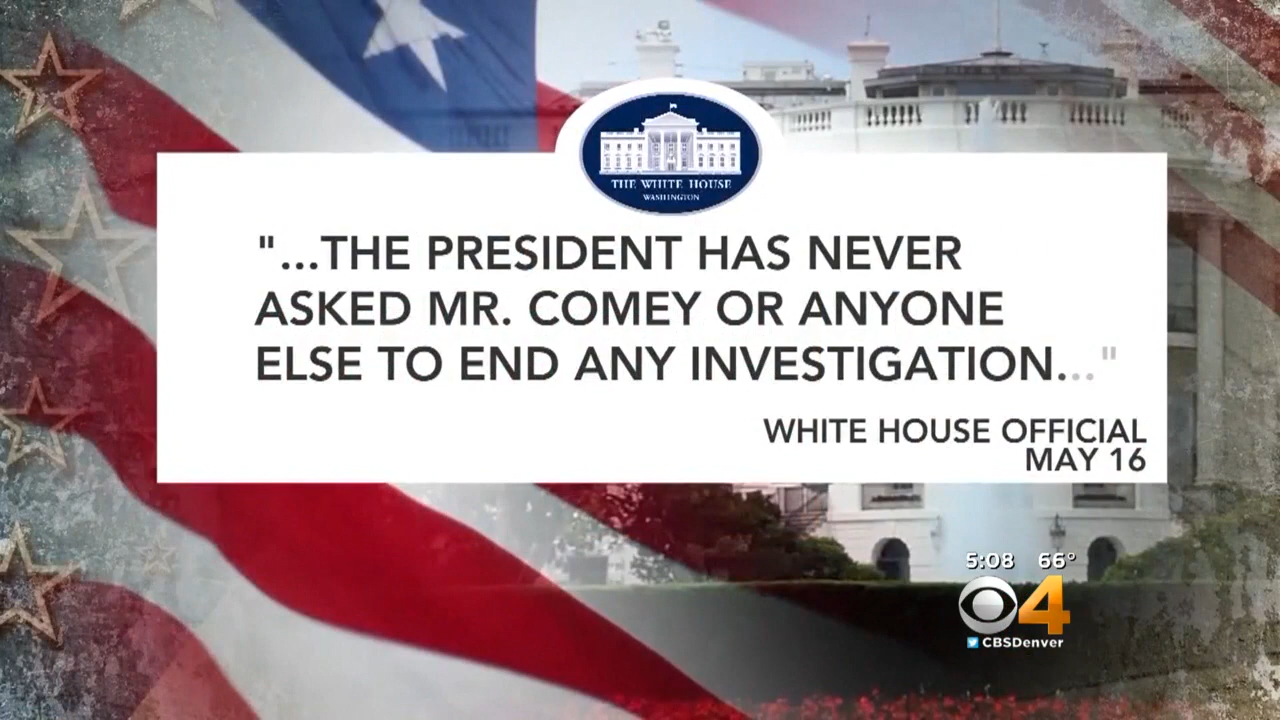 THE WHITE HOUSE
WASHINGTON
"...THE PRESIDENT HAS NEVER
ASKED MR. COMEY OR ANYONE
ELSE TO END ANY INVESTIGATION..."
WHITE HOUSE OFFICIAL
MAY 16
5:08 66°
4
CBSDenver